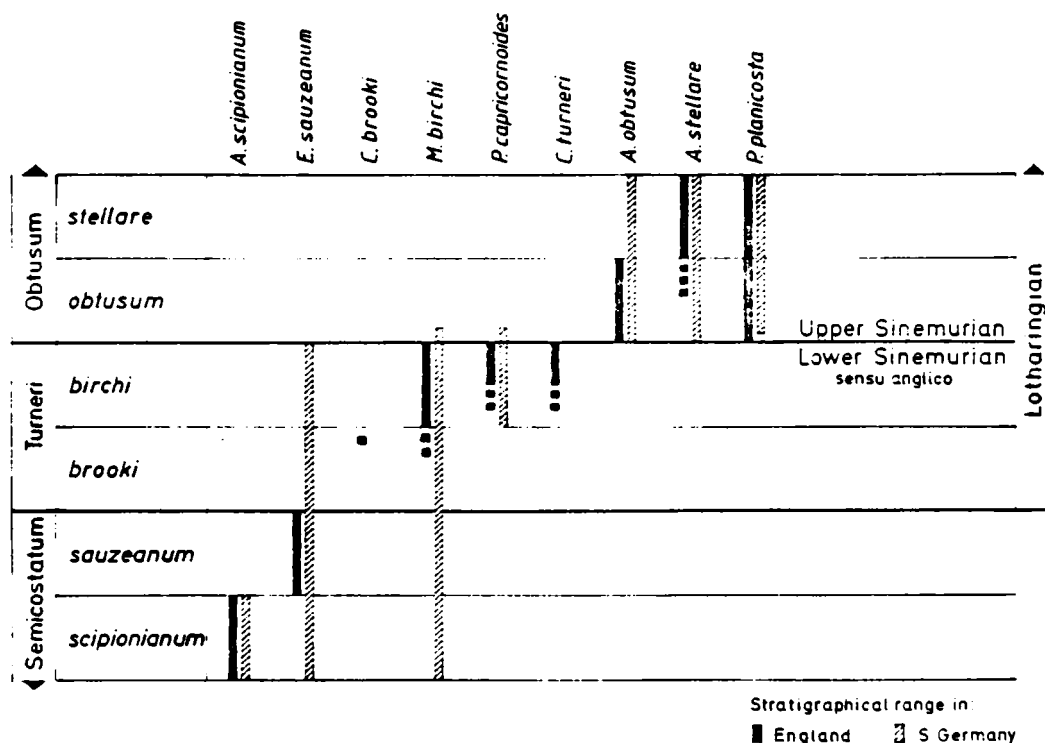 A. scipionianum
E. sauzeanum
C. brooki
M. birchi
P. capricornoides
C. turneri
A. obtusum
A. stellare
P. planicosta
Obtusum
stellare
obtusum
Upper Sinemurian
Lower Sinemurian
sensu anglico
Lotharingian
Turneri
birchi
brooki
Semicostatum
sauzeanum
scipionianum
Stratigraphical range in:
England
S Germany